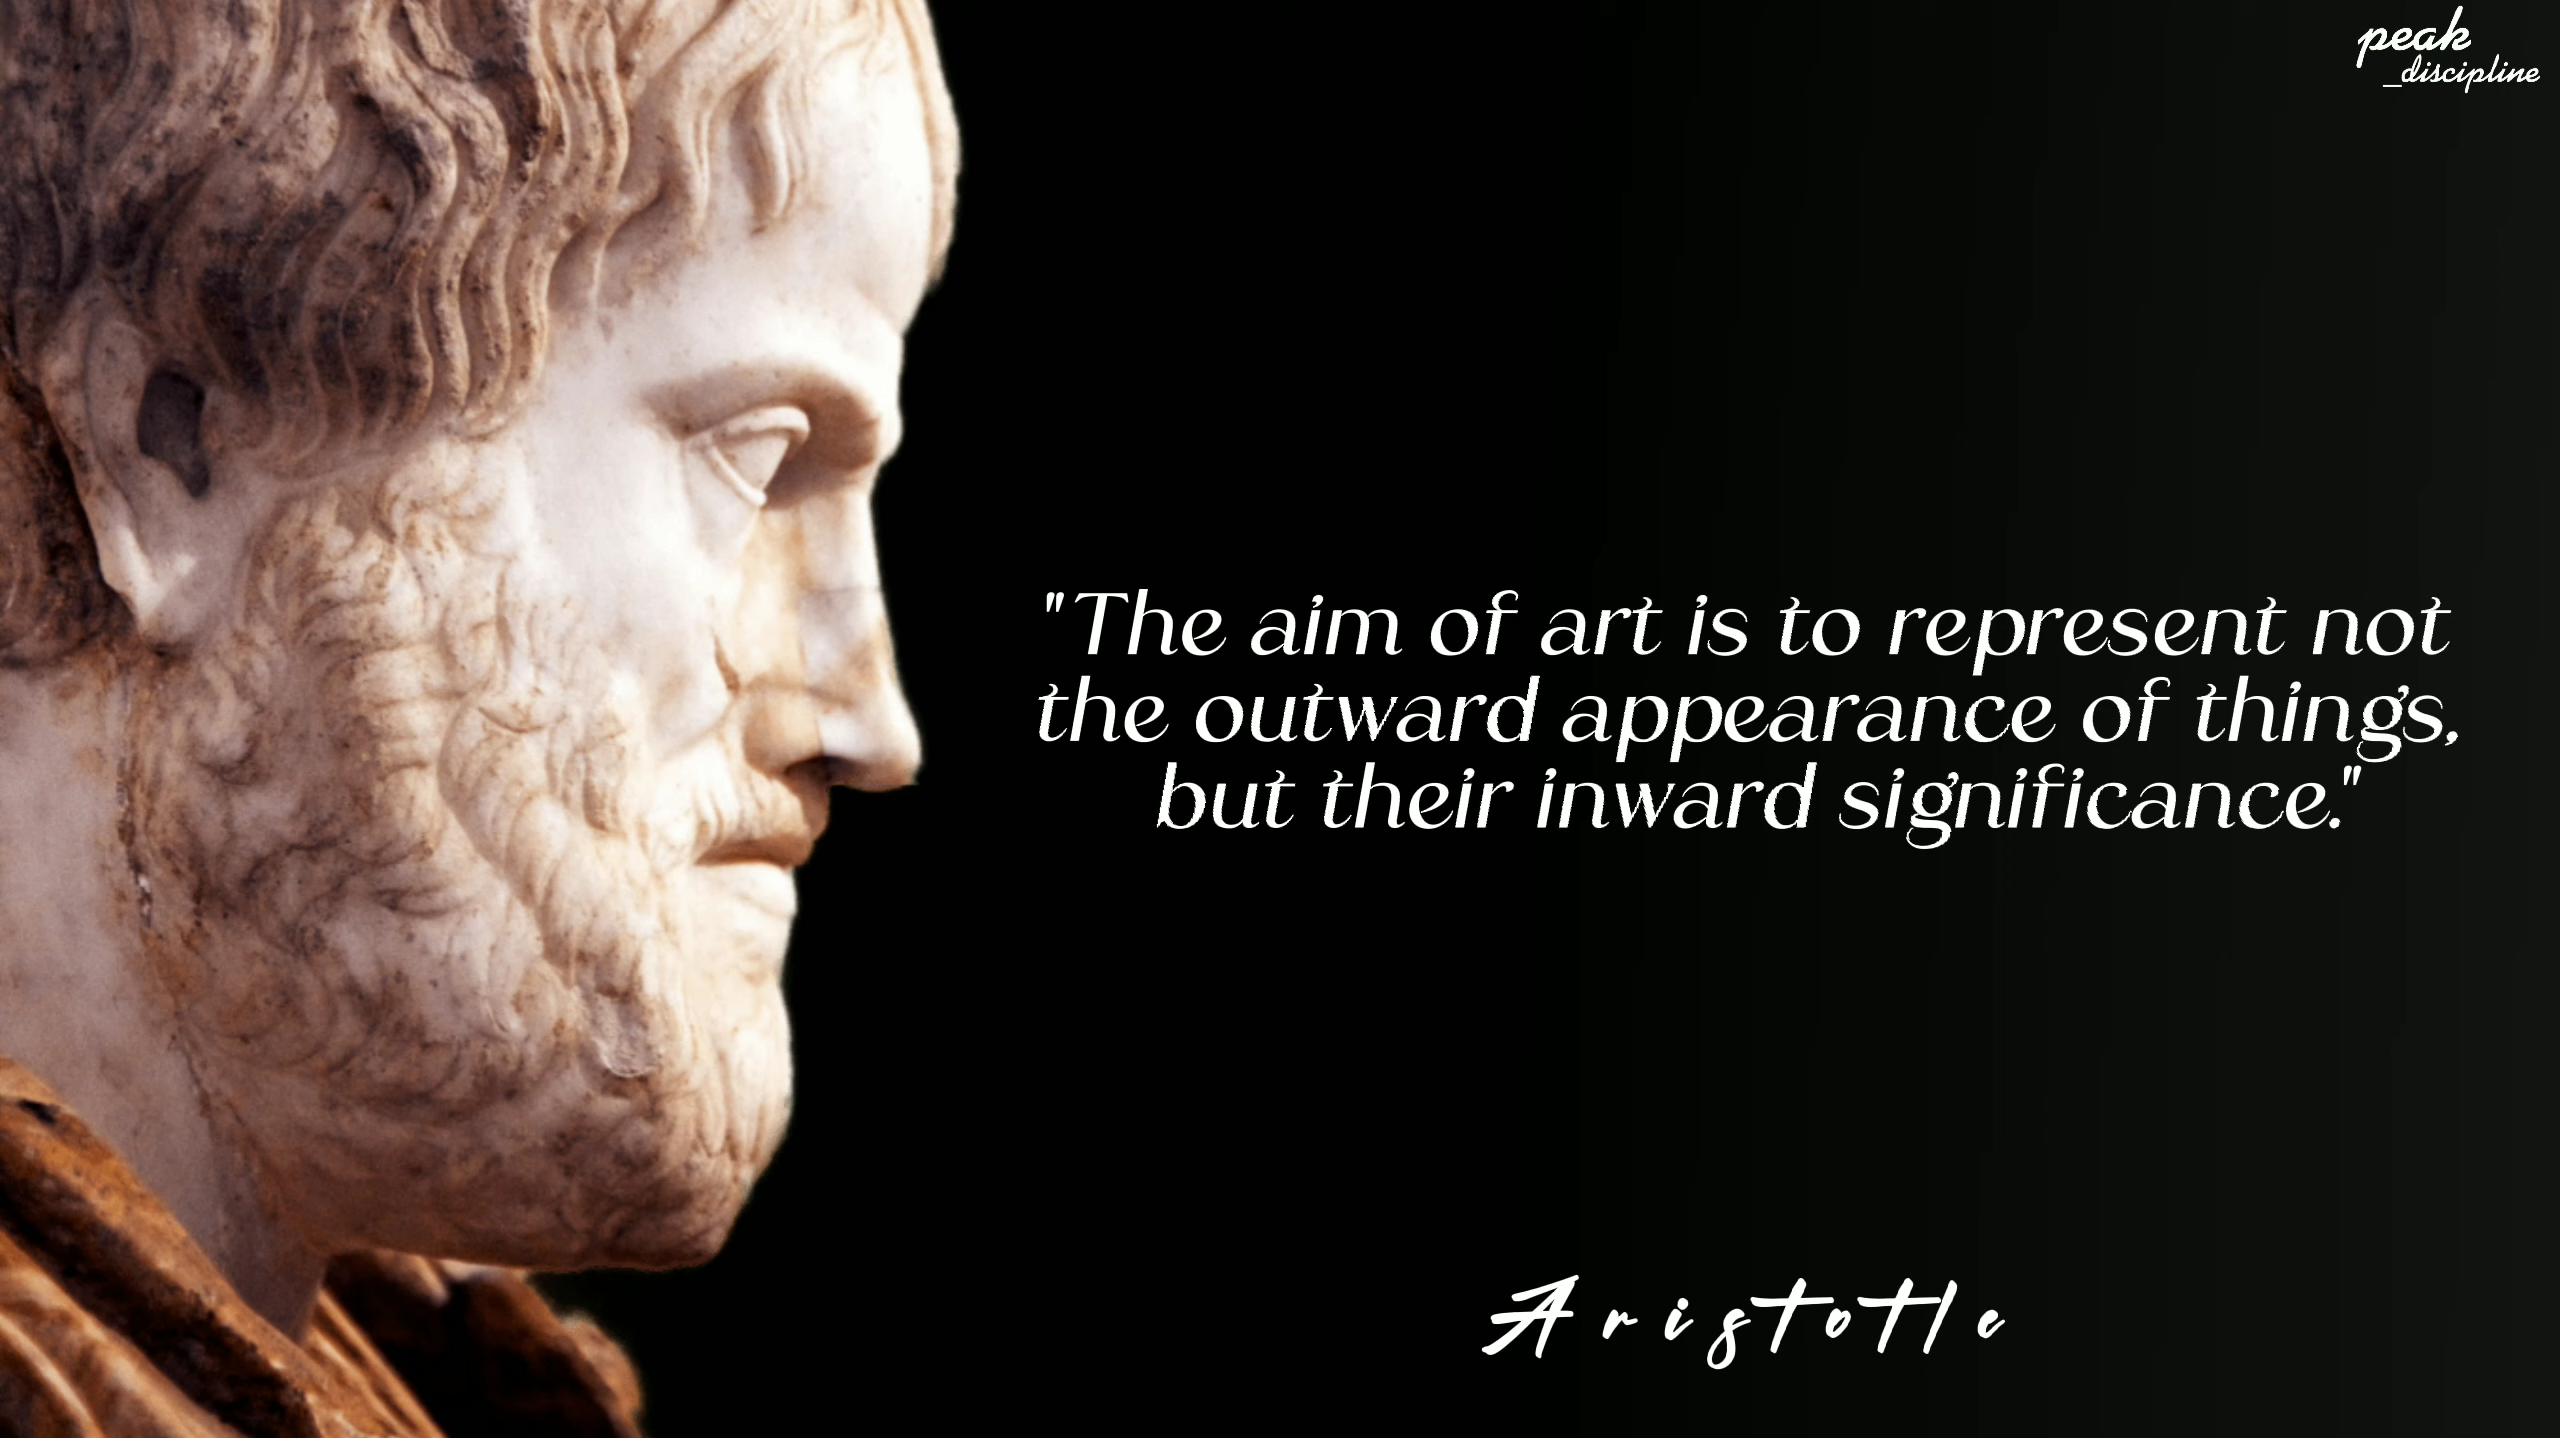 peak
_discipline
"The aim of art is to represent not
the outward appearance of things,
but their inward significance."
Aristotle